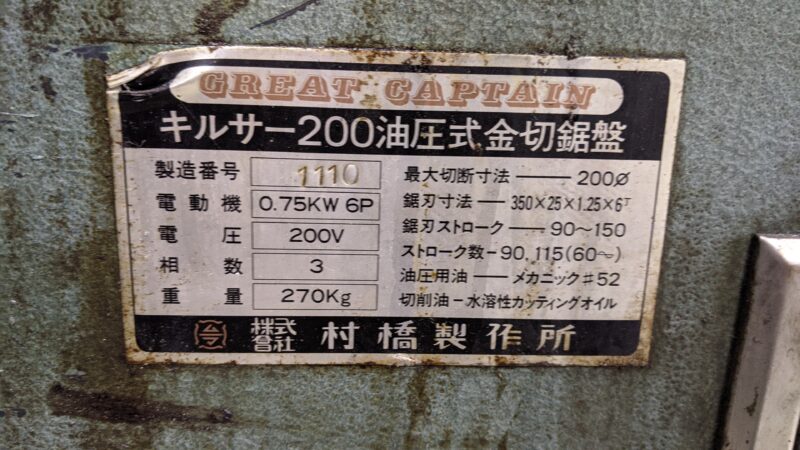 GREAT CAPTAIN
キルサー200油圧式金切鋸盤
製造番号 1110
電動機 0.75KW 6P
電圧 200V
相数 3
重量 270Kg
最大切断寸法 ── 200ø
鋸刃寸法 ─ 350×25×1.25×6T
鋸刃ストローク ── 90~150
ストローク数-90,115(60~)
油圧用油 ── メカニック#52
切削油-水溶性カッティングオイル
株式會社 村橋製作所